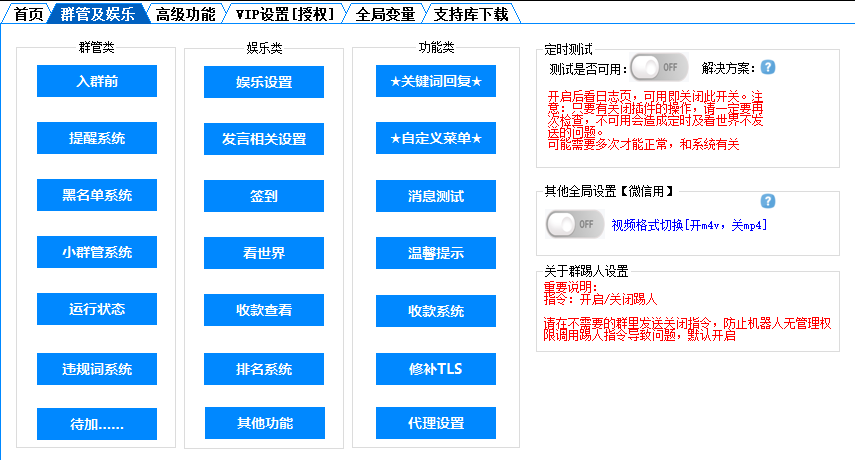 首页
群管及娱乐
高级功能
VIP设置[授权]
全局变量
支持库下载
群管类
入群前
提醒系统
黑名单系统
小群管系统
运行状态
违规词系统
待加……
娱乐类
娱乐设置
发言相关设置
签到
看世界
收款查看
排名系统
其他功能
功能类
★关键词回复★
★自定义菜单★
消息测试
温馨提示
收款系统
修补TLS
代理设置
定时测试
测试是否可用:
OFF
解决方案:
?
开启后看日志页，可用即关闭此开关。注
意：只要有关闭插件的操作，请一定要再
次检查，不可用会造成定时及看世界不发
送的问题。
可能需要多次才能正常，和系统有关
其他全局设置【微信用】
?
OFF
视频格式切换[开m4v，关mp4]
关于群踢人设置
重要说明:
指令：开启/关闭踢人
请在不需要的群里发送关闭指令，防止机器人无管理权
限调用踢人指令导致问题，默认开启